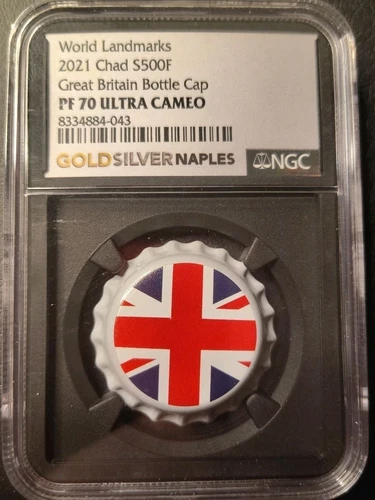 World Landmarks
2021 Chad S500F
Great Britain Bottle Cap
PF 70 ULTRA CAMEO
8334884-043
GOLDSILVERNAPLES NGC